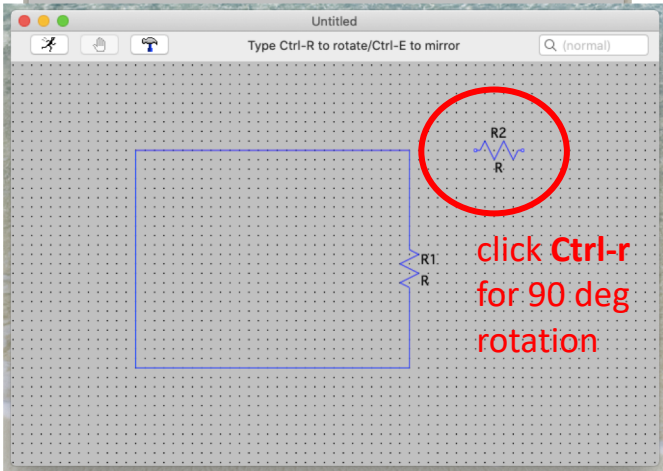 Untitled
Type Ctrl-R to rotate/Ctrl-E to mirror
(normal)
R2
R
R1
R
click Ctrl-r
for 90 deg
rotation